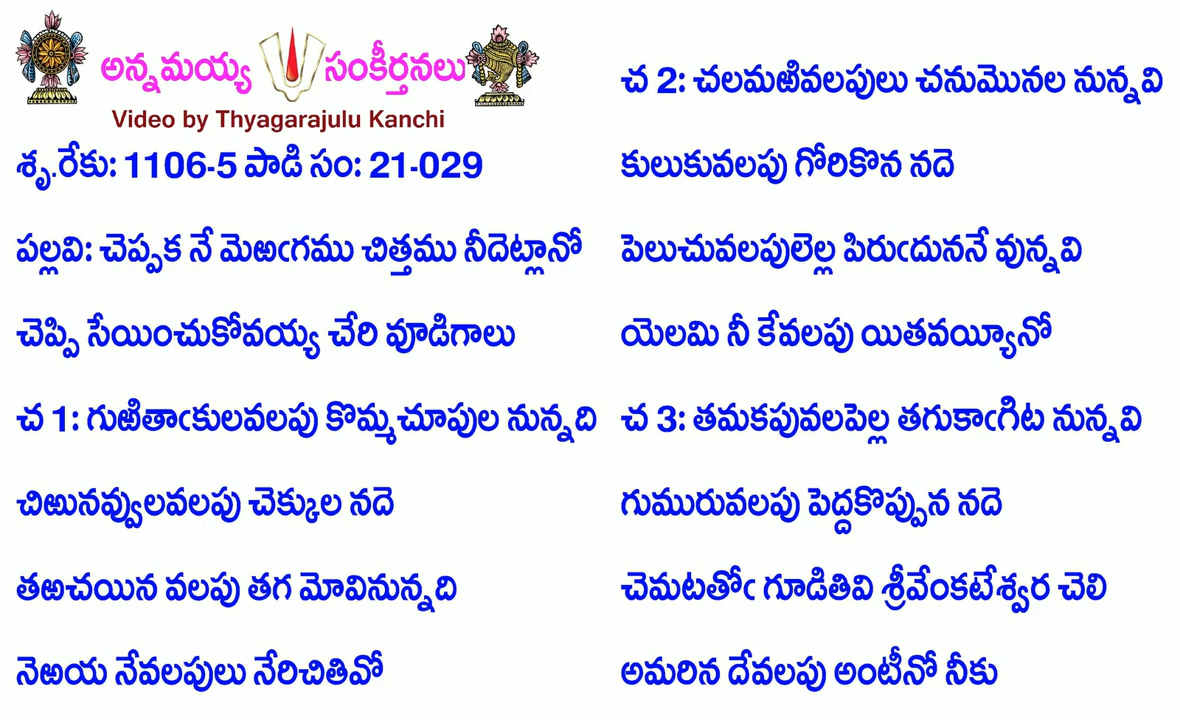 అన్నమయ్య సంకీర్తనలు
Video by Thyagarajulu Kanchi
శృ.రేకు: 1106-5 పాడి సం: 21-029
పల్లవి: చెప్పక నే మెఱఁగము చిత్తము నీదెట్లానో
చెప్పి సేయించుకోవయ్య చేరి వూడిగాలు
చ 1: గుఱితాఁకులవలపు కొమ్మచూపుల నున్నది
చిఱునవ్వులవలపు చెక్కుల నదె
తఱచయిన వలపు తగ మోవినున్నది
నెఱయ నేవలపులు నేరిచితివో
చ 2: చలమఱివలపులు చనుమొనల నున్నవి
కులుకువలపు గోరికొన నదె
పెలుచువలపులెల్ల పిరుఁదుననే వున్నవి
యెలమి నీ కేవలపు యితవయ్యీనో
చ 3: తమకపువలపెల్ల తగుకాఁగిట నున్నవి
గుమురువలపు పెద్దకొప్పున నదె
చెమటతోఁ గూడితివి శ్రీవేంకటేశ్వర చెలి
అమరిన దేవలపు అంటీనో నీకు